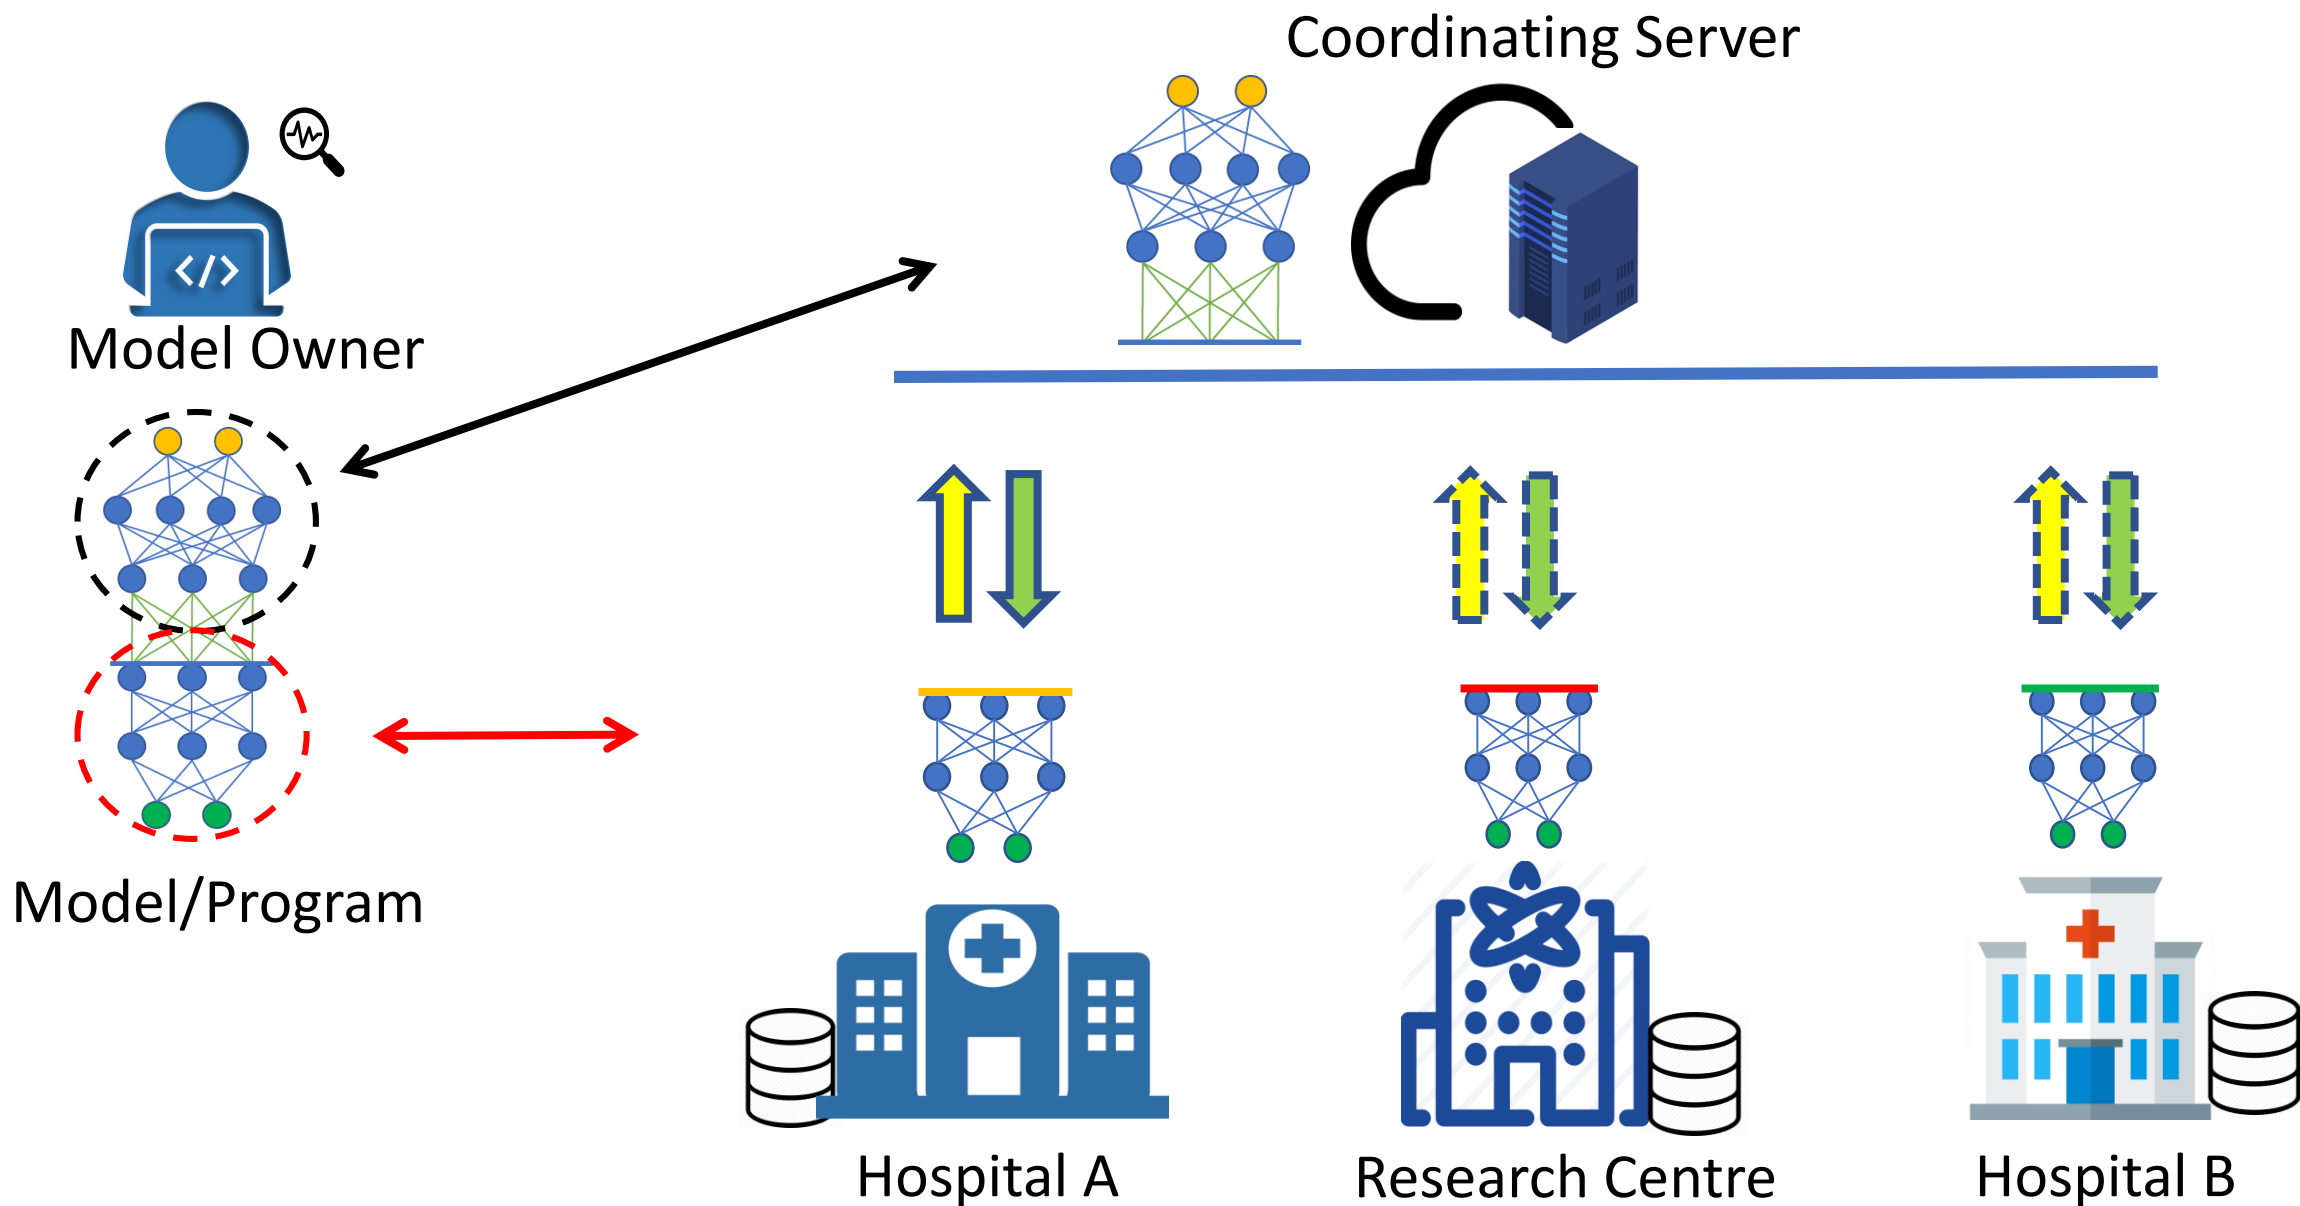 Coordinating Server
</>
Model Owner
Model/Program
Hospital A
Research Centre
Hospital B